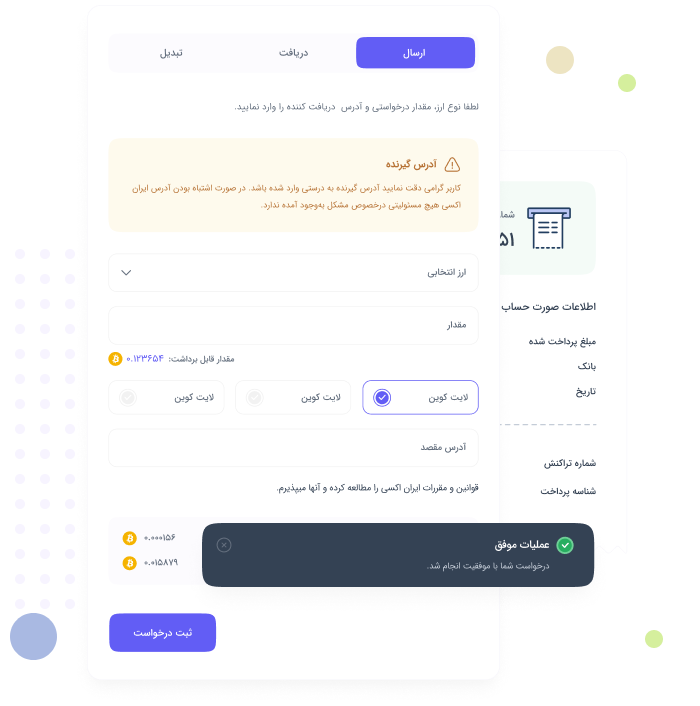 ارسال
دریافت
تبدیل
لطفا نوع ارز، مقدار درخواستی و آدرس دریافت کننده را وارد نمایید.
آدرس گیرنده
کاربر گرامی دقت نمایید آدرس گیرنده به درستی وارد شده باشد. در صورت اشتباه بودن آدرس ایران
اکسی هیچ مسئولیتی درخصوص مشکل به‌وجود آمده ندارد.
ارز انتخابی
مقدار
مقدار قابل برداشت: ۰.۱۲۳۶۵۴
لایت کوین
لایت کوین
لایت کوین
آدرس مقصد
قوانین و مقررات ایران اکسی را مطالعه کرده و آنها میپذیرم.
۰.۰۰۰۱۵۶
۰.۰۱۵۸۷۹
عملیات موفق
درخواست شما با موفقیت انجام شد.
ثبت درخواست
اطلاعات صورت حساب
مبلغ پرداخت شده
بانک
تاریخ
شماره تراکنش
شناسه پرداخت